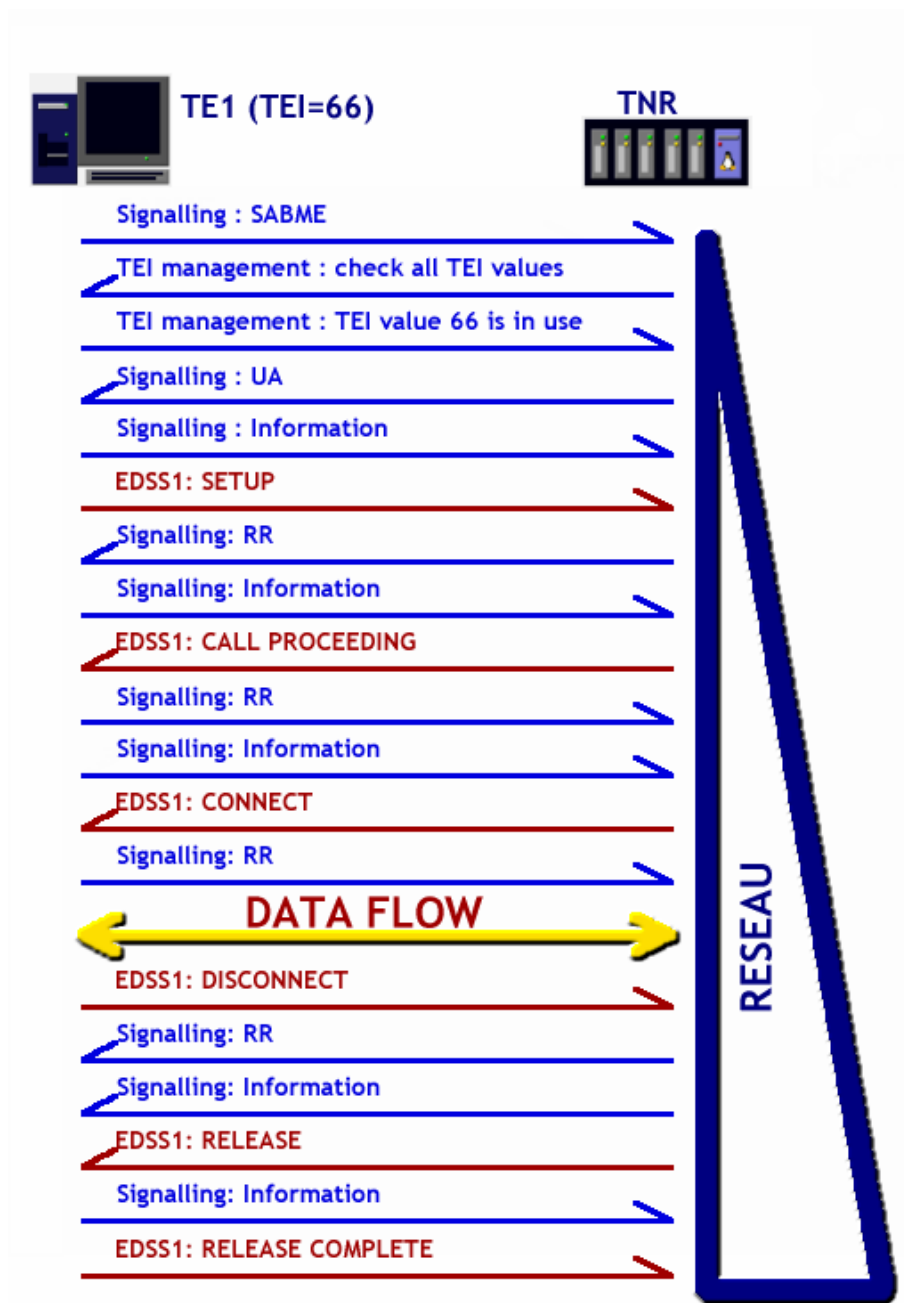 TE1 (TEI=66)
TNR
Signalling : SABME
TEI management : check all TEI values
TEI management : TEI value 66 is in use
Signalling : UA
Signalling : Information
EDSS1: SETUP
Signalling: RR
Signalling: Information
EDSS1: CALL PROCEEDING
Signalling: RR
Signalling: Information
EDSS1: CONNECT
Signalling: RR
DATA FLOW
EDSS1: DISCONNECT
Signalling: RR
Signalling: Information
EDSS1: RELEASE
Signalling: Information
EDSS1: RELEASE COMPLETE
RESEAU